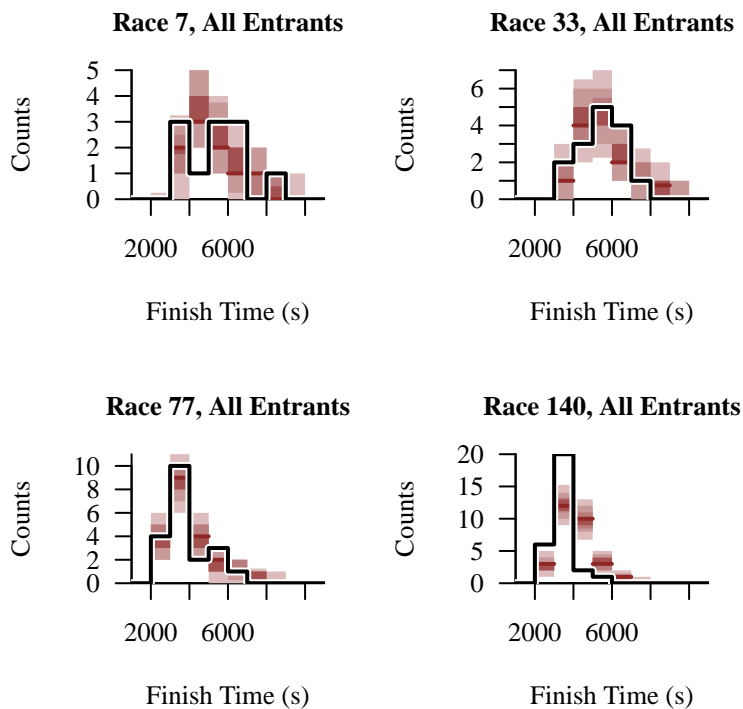 Race 7, All Entrants
Counts
5
4
3
2
1
0
2000 6000
Finish Time (s)
Race 33, All Entrants
Counts
6
4
2
0
2000 6000
Finish Time (s)
Race 77, All Entrants
Counts
10
8
6
4
2
0
2000 6000
Finish Time (s)
Race 140, All Entrants
Counts
20
15
10
5
0
2000 6000
Finish Time (s)